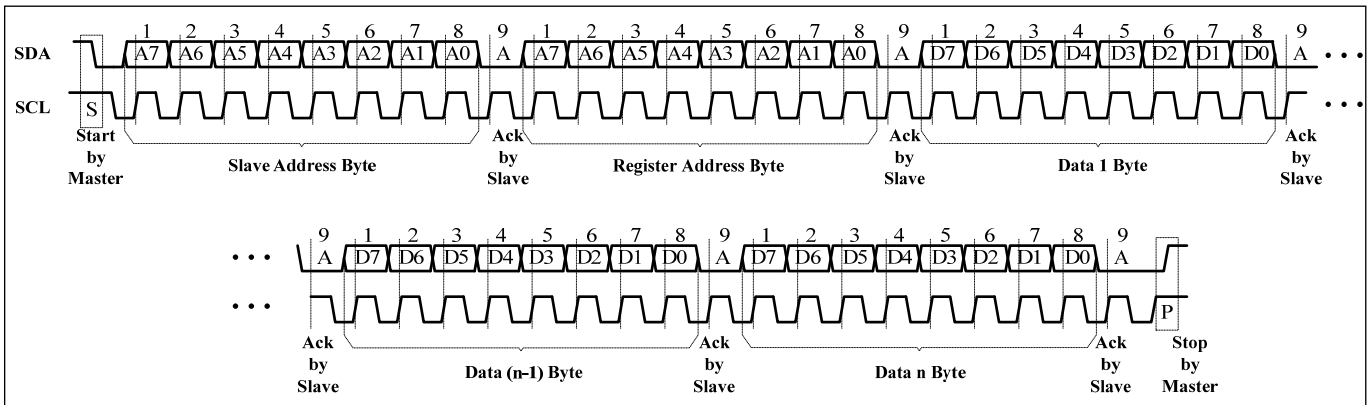 1 2 3 4 5 6 7 8 9 1 2 3 4 5 6 7 8 9 1 2 3 4 5 6 7 8 9
SDA A7 A6 A5 A4 A3 A2 A1 A0 A A7 A6 A5 A4 A3 A2 A1 A0 A D7 D6 D5 D4 D3 D2 D1 D0 A • • •
SCL S • • •
Start by Master
Slave Address Byte
Ack by Slave
Register Address Byte
Ack by Slave
Data 1 Byte
Ack by Slave
9 1 2 3 4 5 6 7 8 9 1 2 3 4 5 6 7 8 9
• • • A D7 D6 D5 D4 D3 D2 D1 D0 A D7 D6 D5 D4 D3 D2 D1 D0 A
• • • P
Ack by Slave
Data (n-1) Byte
Ack by Slave
Data n Byte
Ack by Slave
Stop by Master